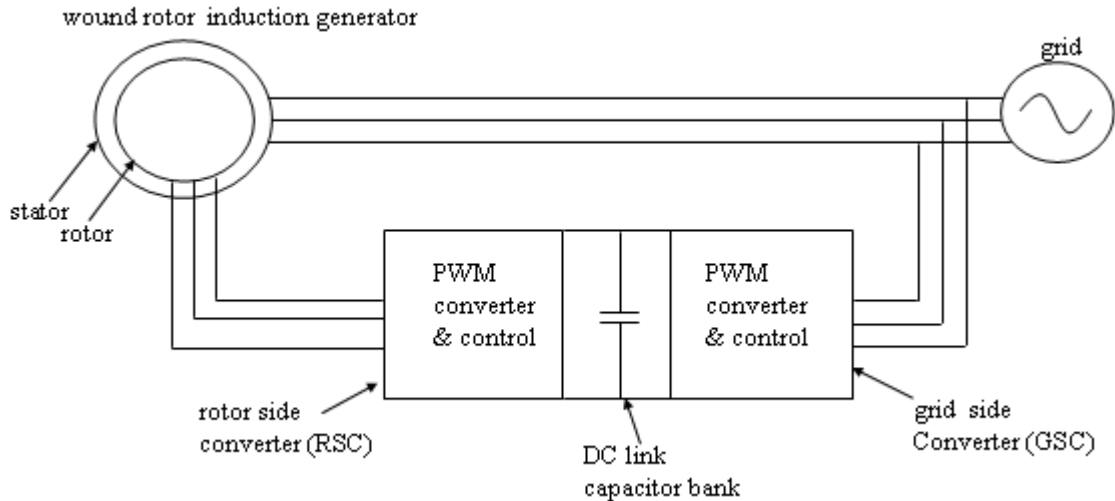 wound rotor induction generator
grid
stator
rotor
PWM
converter
& control
PWM
converter
& control
rotor side
converter (RSC)
DC link
capacitor bank
grid side
Converter (GSC)